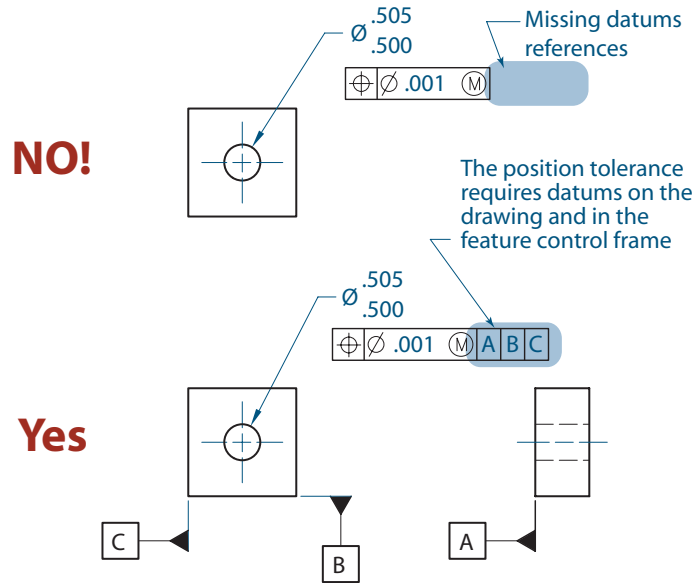 .505
Ø
.500
Missing datums
references
⌖ Ø .001 Ⓜ
NO!
The position tolerance
requires datums on the
drawing and in the
feature control frame
.505
Ø
.500
⌖ Ø .001 Ⓜ A B C
Yes
C
B
A